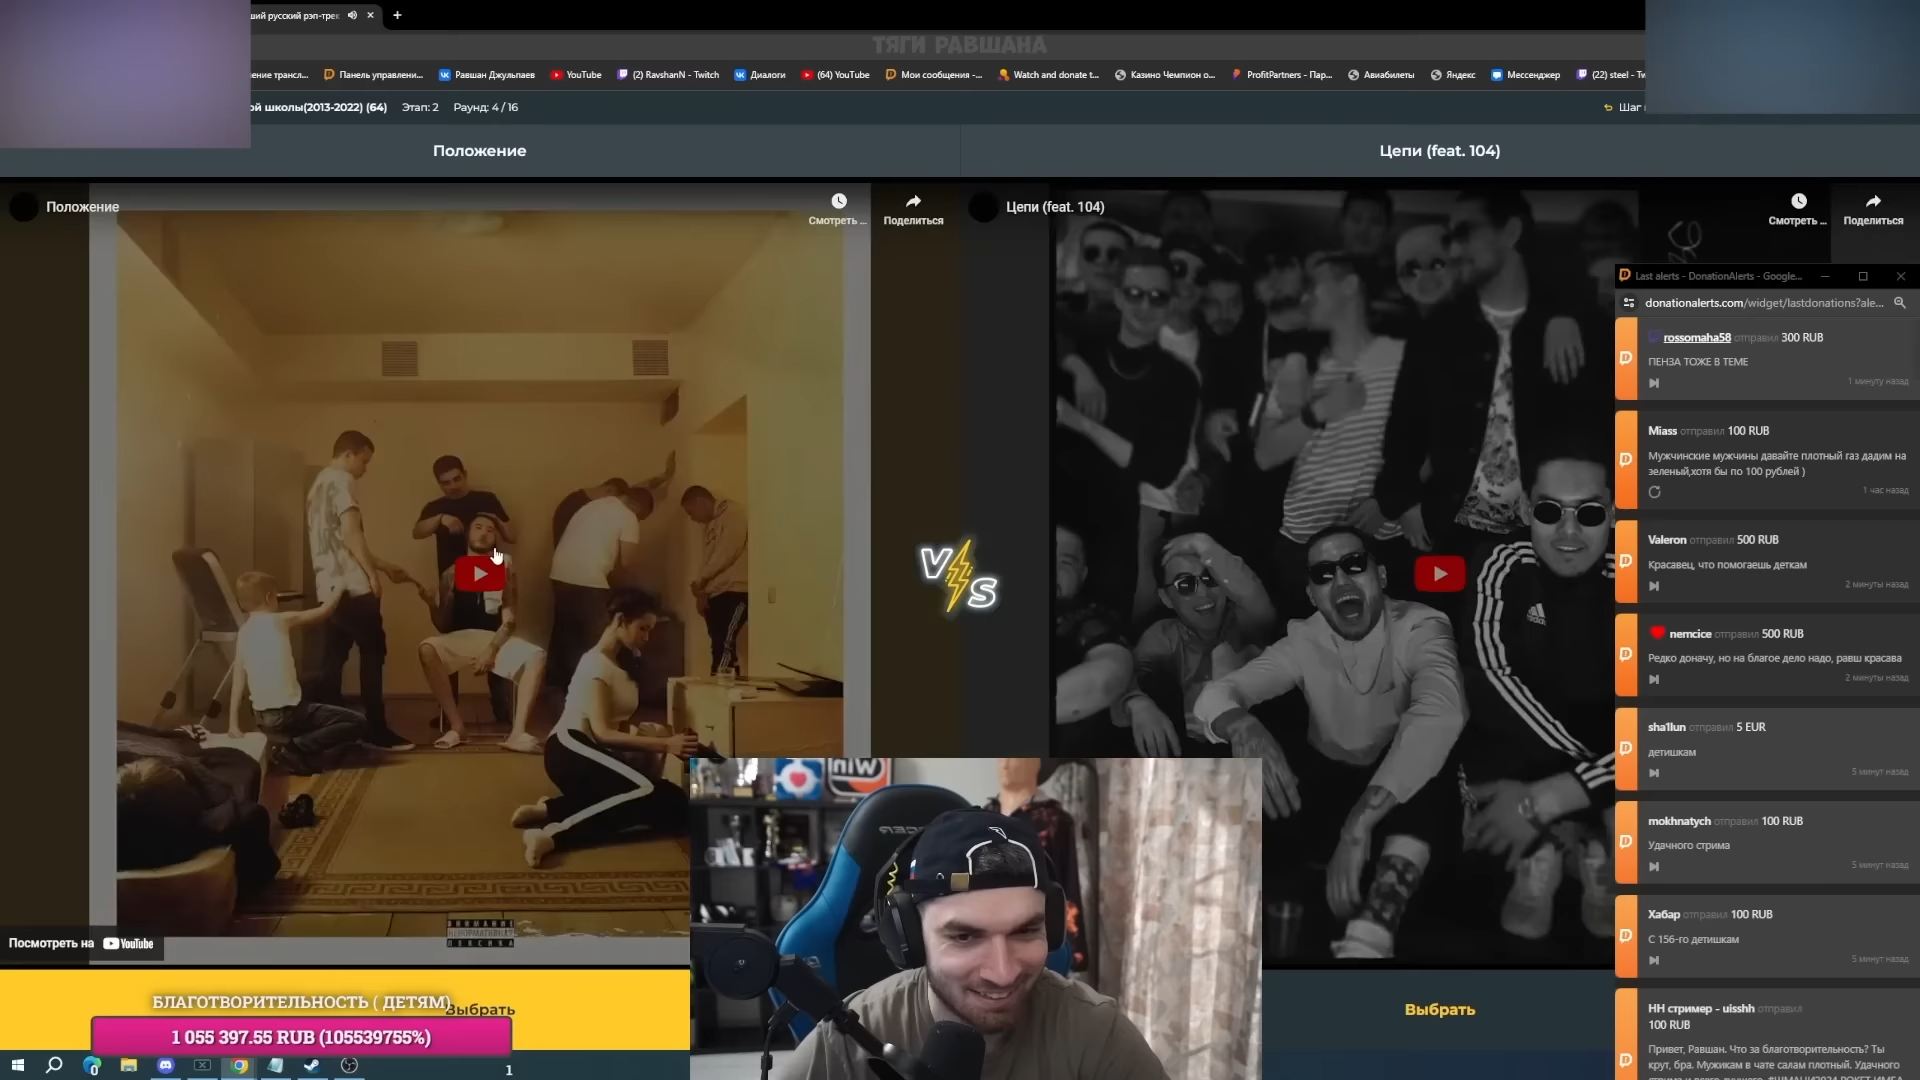 ший русский рэп-трек
ТЯГИ РАВШАНА
ение трансл...
Панель управлени...
Равшан Джульпаев
YouTube
(2) RavshanN - Twitch
Диалоги
(64) YouTube
Мои сообщения -...
Watch and donate t...
Казино Чемпион о...
ProfitPartners - Пар...
Авиабилеты
Яндекс
Мессенджер
(22) steel - Tw
ой школы(2013-2022) (64) Этап: 2 Раунд: 4 / 16
Шаг
Положение
Цепи (feat. 104)
Положение
Смотреть ...
Поделиться
Цепи (feat. 104)
Смотреть ...
Поделиться
Last alerts - DonationAlerts - Google...
donationalerts.com/widget/lastdonations?ale...
rossomaha58 отправил 300 RUB
ПЕНЗА ТОЖЕ В ТЕМЕ
1 минуту назад
Miass отправил 100 RUB
Мужчинские мужчины давайте плотный газ дадим на
зеленый,хотя бы по 100 рублей )
1 час назад
Valeron отправил 500 RUB
Красавец, что помогаешь деткам
2 минуты назад
nemcice отправил 500 RUB
Редко доначу, но на благое дело надо, равш красава
2 минуты назад
sha1lun отправил 5 EUR
детишкам
5 минут назад
mokhnatych отправил 100 RUB
Удачного стрима
5 минут назад
Хабар отправил 100 RUB
С 156-го детишкам
5 минут назад
НН стример - uisshh отправил
100 RUB
Привет, Равшан. Что за благотворительность? Ты
крут, бра. Мужикам в чате салам плотный. Удачного
VS
ВНИМАНИЕ
НЕНОРМАТИВНАЯ
ЛЕКСИКА
Посмотреть на YouTube
win
Выбрать
Выбрать
БЛАГОТВОРИТЕЛЬНОСТЬ ( ДЕТЯМ)
1 055 397.55 RUB (105539755%)
1